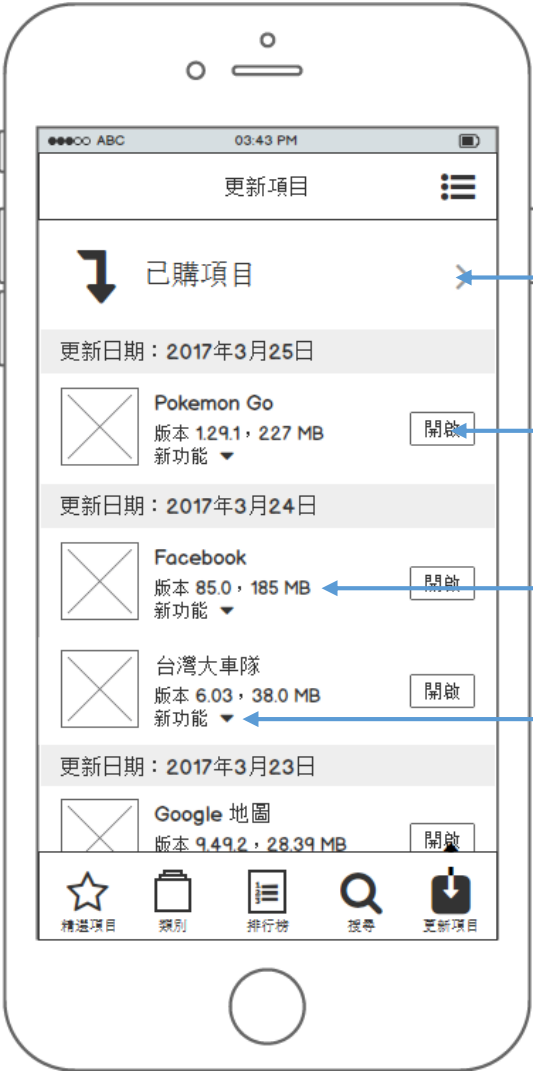 ABC 03:43 PM
更新項目
已購項目
更新日期：2017年3月25日
Pokemon Go
版本 1.29.1，227 MB
開啟
新功能
更新日期：2017年3月24日
Facebook
版本 85.0，185 MB
開啟
新功能
台灣大車隊
版本 6.03，38.0 MB
開啟
新功能
更新日期：2017年3月23日
Google 地圖
版本 9.49.2，28.39 MB
開啟
精選項目 類別 排行榜 搜尋 更新項目